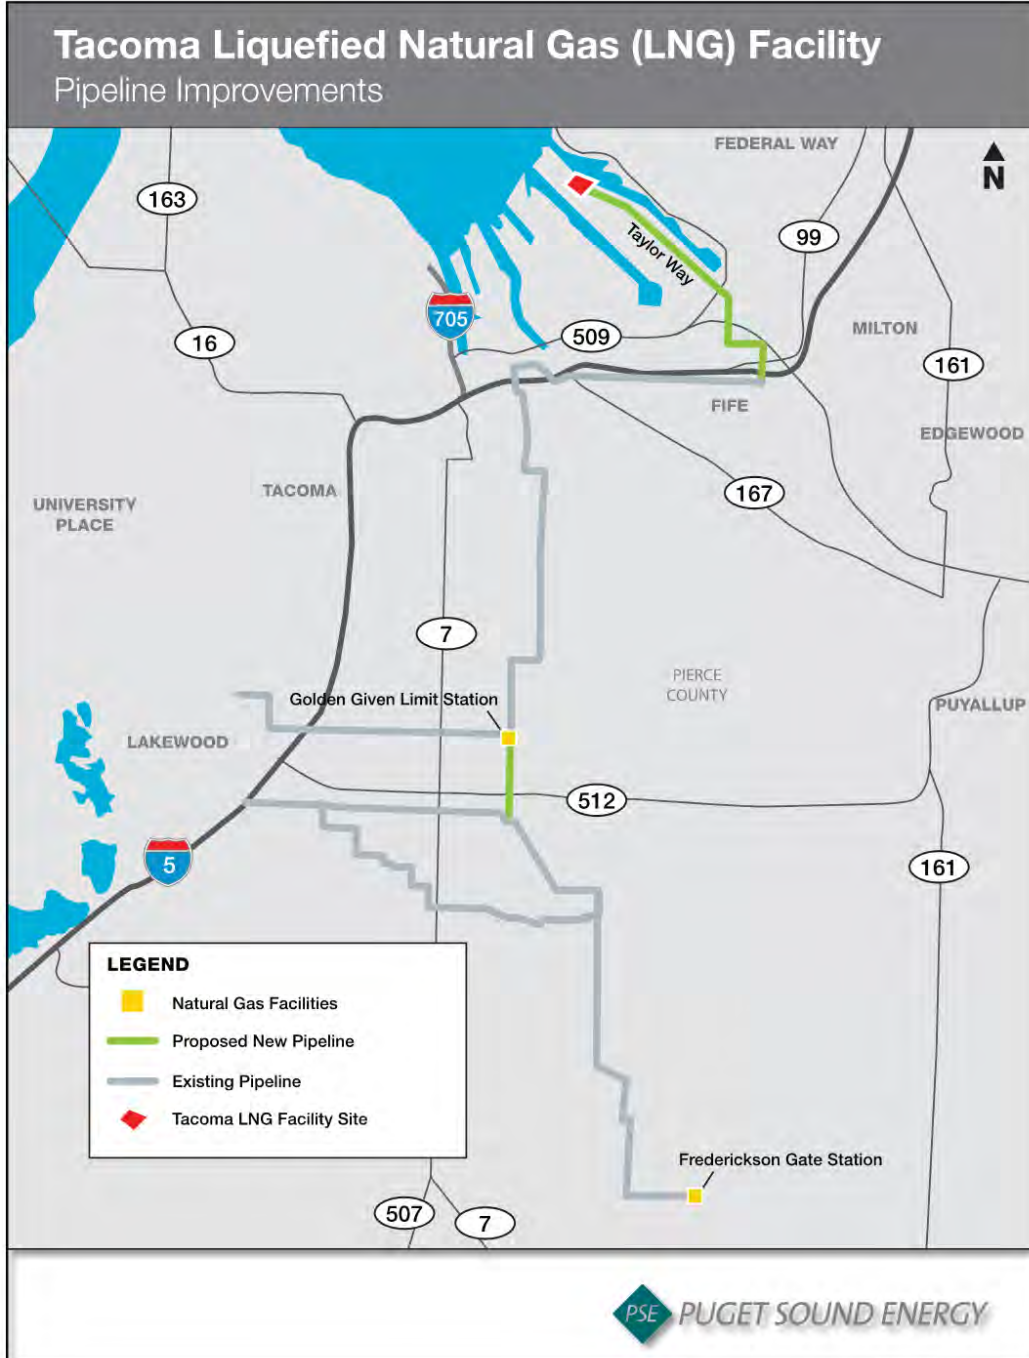 Tacoma Liquefied Natural Gas (LNG) Facility
Pipeline Improvements
FEDERAL WAY
N
163
99
Taylor Way
705
509
MILTON
16
161
FIFE
EDGEWOOD
TACOMA
167
UNIVERSITY
PLACE
7
PIERCE
COUNTY
Golden Given Limit Station
PUYALLUP
LAKEWOOD
512
5
161
LEGEND
Natural Gas Facilities
Proposed New Pipeline
Existing Pipeline
Tacoma LNG Facility Site
Frederickson Gate Station
507
7
PSE PUGET SOUND ENERGY